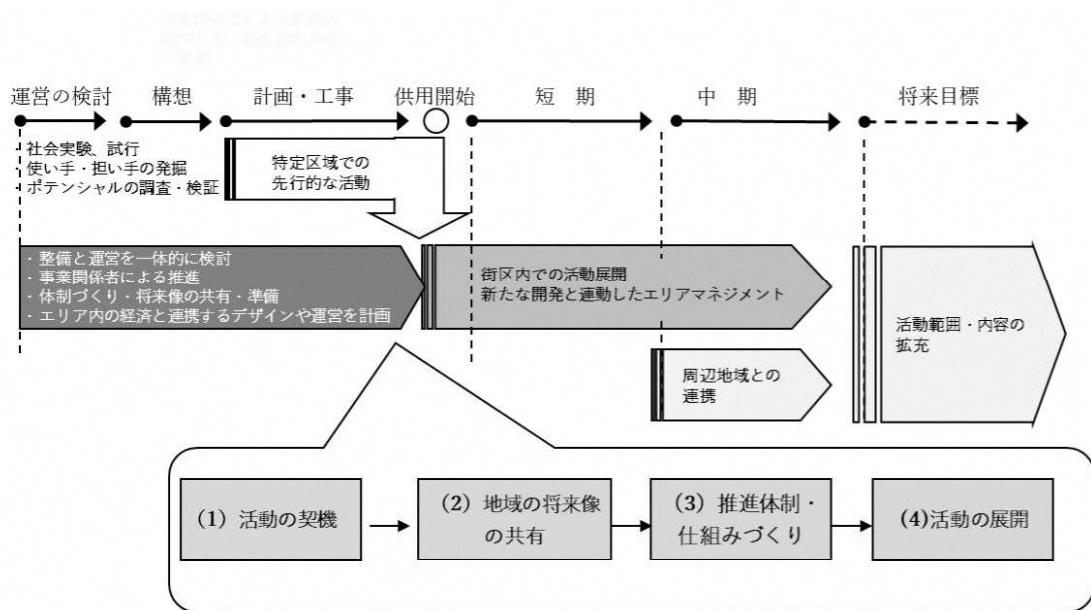 運営の検討
構想
計画・工事
供用開始
短　期
中　期
将来目標
・社会実験、試行
・使い手・担い手の発掘
・ポテンシャルの調査・検証
特定区域での
先行的な活動
・整備と運営を一体的に検討
・事業関係者による推進
・体制づくり・将来像の共有・準備
・エリア内の経済と連携するデザインや運営を計画
街区内での活動展開
新たな開発と連動したエリアマネジメント
周辺地域との
連携
活動範囲・内容の
拡充
(1) 活動の契機
(2) 地域の将来像
の共有
(3) 推進体制・
仕組みづくり
(4)活動の展開